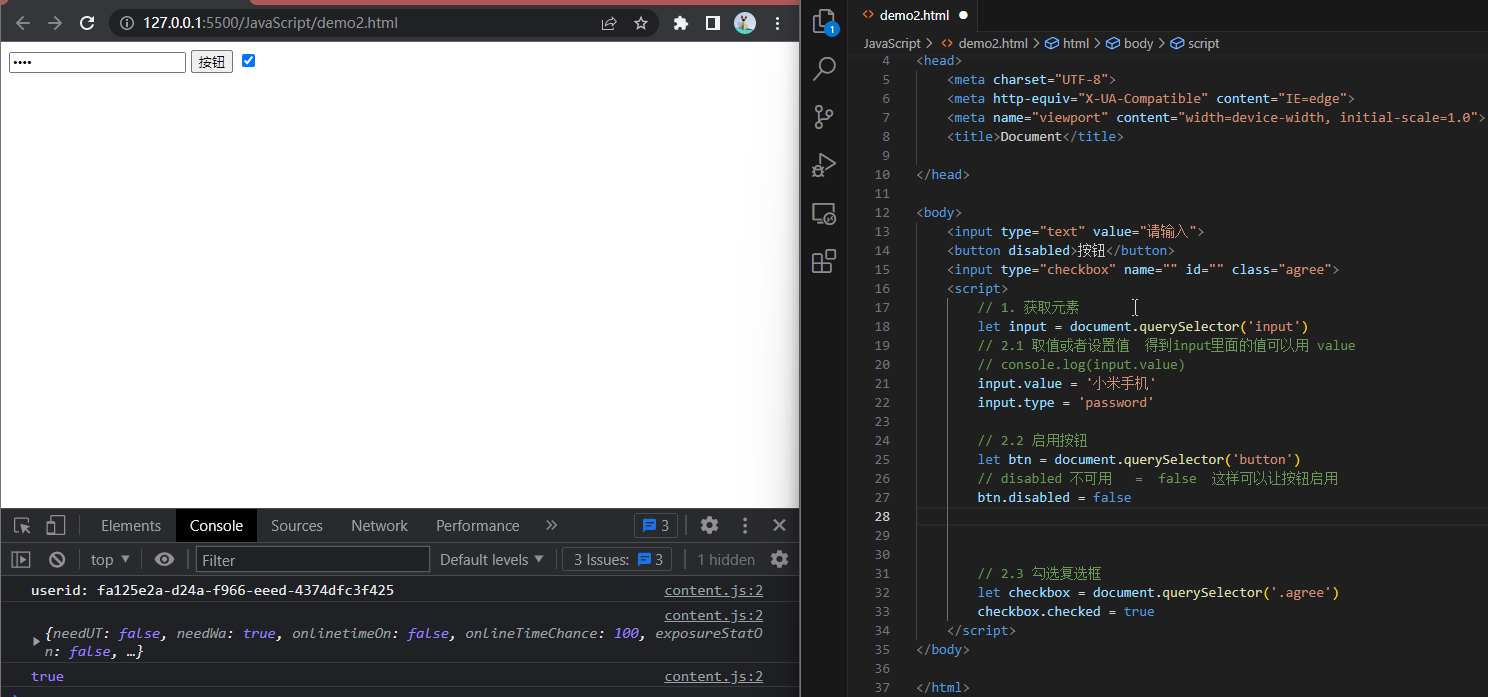 127.0.0.1:5500/JavaScript/demo2.html
••••
按钮
Elements
Console
Sources
Network
Performance
3
top
Filter
Default levels
3 Issues: 3
1 hidden
userid: fa125e2a-d24a-f966-eeed-4374dfc3f425
content.js:2
content.js:2
{needUT: false, needWa: true, onlinetimeOn: false, onlineTimeChance: 100, exposureStatO
n: false, …}
true
content.js:2
1
demo2.html
JavaScript > demo2.html > html > body > script
4 <head>
5 <meta charset="UTF-8">
6 <meta http-equiv="X-UA-Compatible" content="IE=edge">
7 <meta name="viewport" content="width=device-width, initial-scale=1.0">
8 <title>Document</title>
9
10 </head>
11
12 <body>
13 <input type="text" value="请输入">
14 <button disabled>按钮</button>
15 <input type="checkbox" name="" id="" class="agree">
16 <script>
17 // 1. 获取元素
18 let input = document.querySelector('input')
19 // 2.1 取值或者设置值 得到input里面的值可以用 value
20 // console.log(input.value)
21 input.value = '小米手机'
22 input.type = 'password'
23
24 // 2.2 启用按钮
25 let btn = document.querySelector('button')
26 // disabled 不可用 = false 这样可以让按钮启用
27 btn.disabled = false
28
29
30
31 // 2.3 勾选复选框
32 let checkbox = document.querySelector('.agree')
33 checkbox.checked = true
34 </script>
35 </body>
36
37 </html>